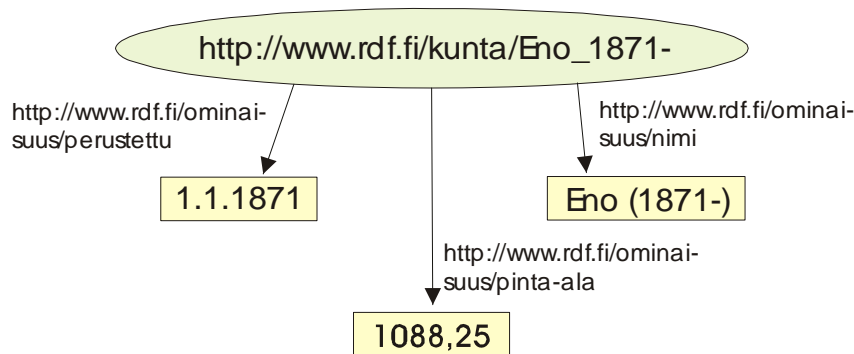 http://www.rdf.fi/kunta/Eno_1871-
http://www.rdf.fi/ominai-
suus/perustettu
http://www.rdf.fi/ominai-
suus/nimi
1.1.1871
Eno (1871-)
http://www.rdf.fi/ominai-
suus/pinta-ala
1088,25